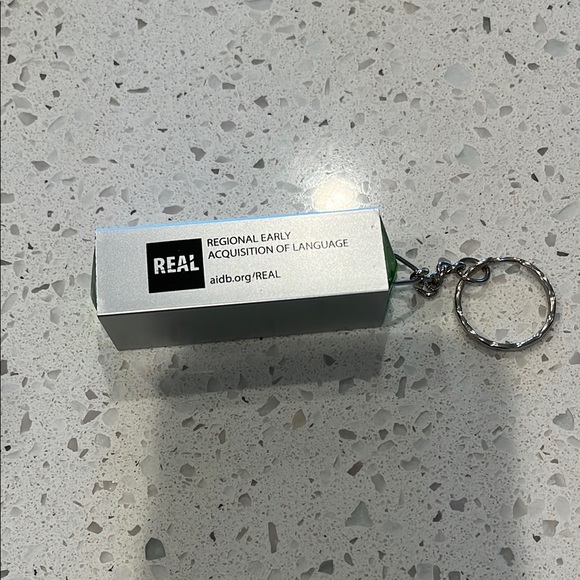 REAL
REGIONAL EARLY
ACQUISITION OF LANGUAGE
aidb.org/REAL